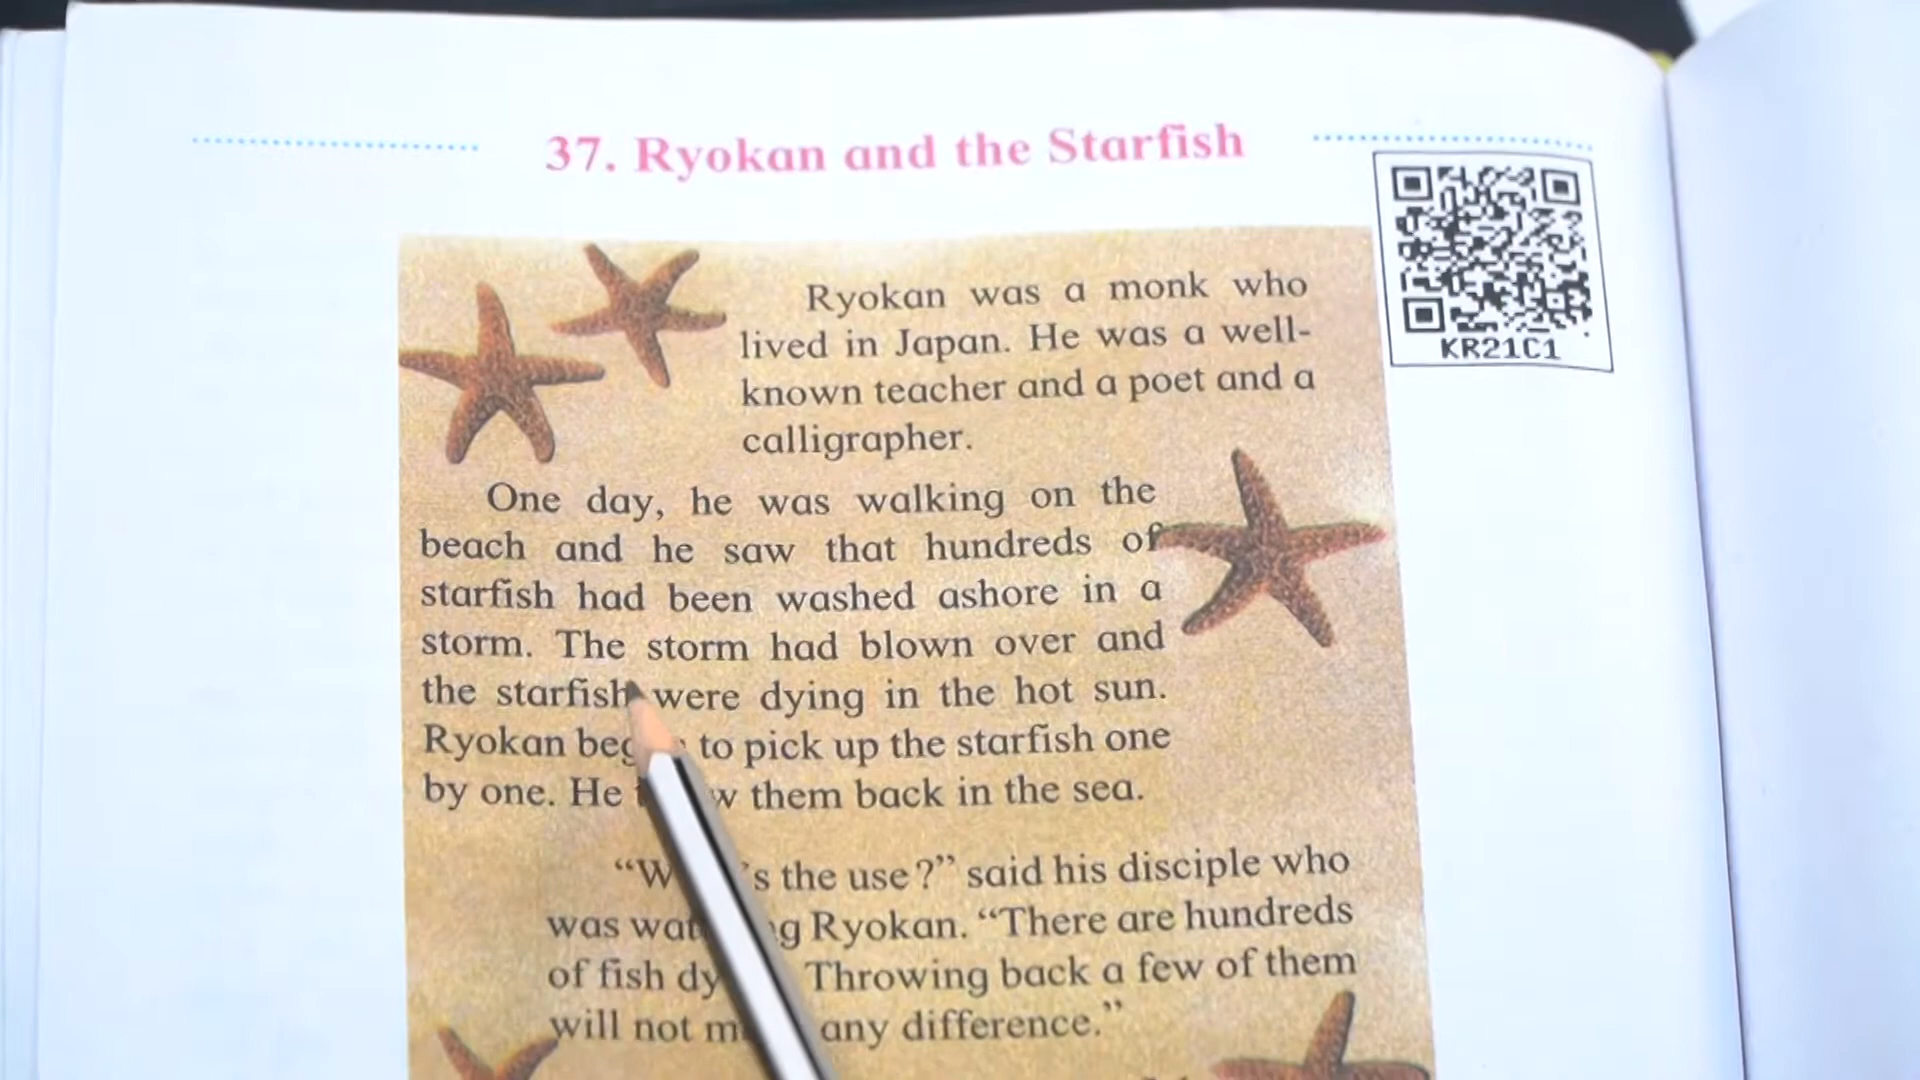 37. Ryokan and the Starfish
KR21C1
Ryokan was a monk who
lived in Japan. He was a well-
known teacher and a poet and a
calligrapher.
One day, he was walking on the
beach and he saw that hundreds of
starfish had been washed ashore in a
storm. The storm had blown over and
the starfish were dying in the hot sun.
Ryokan to pick up the starfish one
by one. He them back in the sea.
the use?” said his disciple who
was Ryokan. “There are hundreds
of fish Throwing back a few of them
will not any difference.”